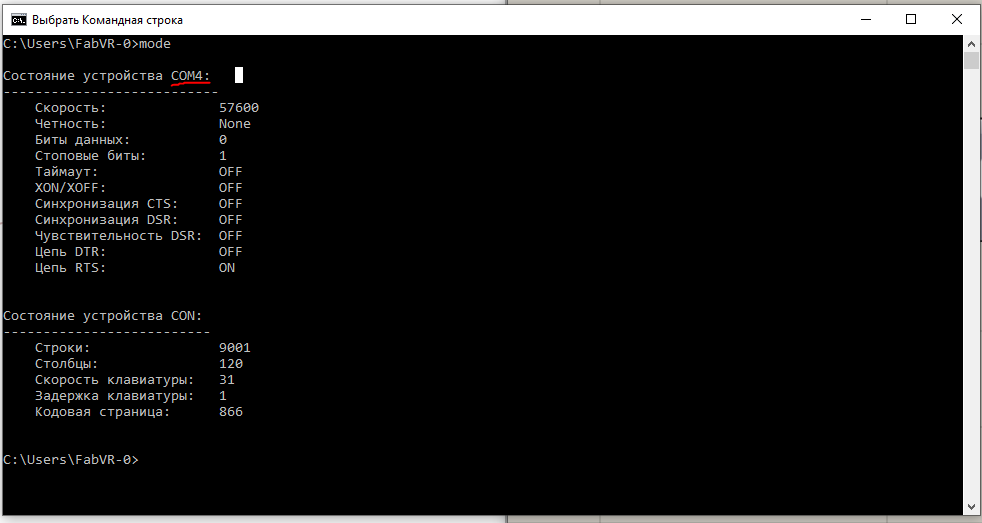 Выбрать Командная строка
C:\Users\FabVR-0>mode
Состояние устройства COM4:
---------------------------
Скорость: 57600
Четность: None
Биты данных: 0
Стоповые биты: 1
Таймаут: OFF
XON/XOFF: OFF
Синхронизация CTS: OFF
Синхронизация DSR: OFF
Чувствительность DSR: OFF
Цепь DTR: OFF
Цепь RTS: ON
Состояние устройства CON:
--------------------------
Строки: 9001
Столбцы: 120
Скорость клавиатуры: 31
Задержка клавиатуры: 1
Кодовая страница: 866
C:\Users\FabVR-0>